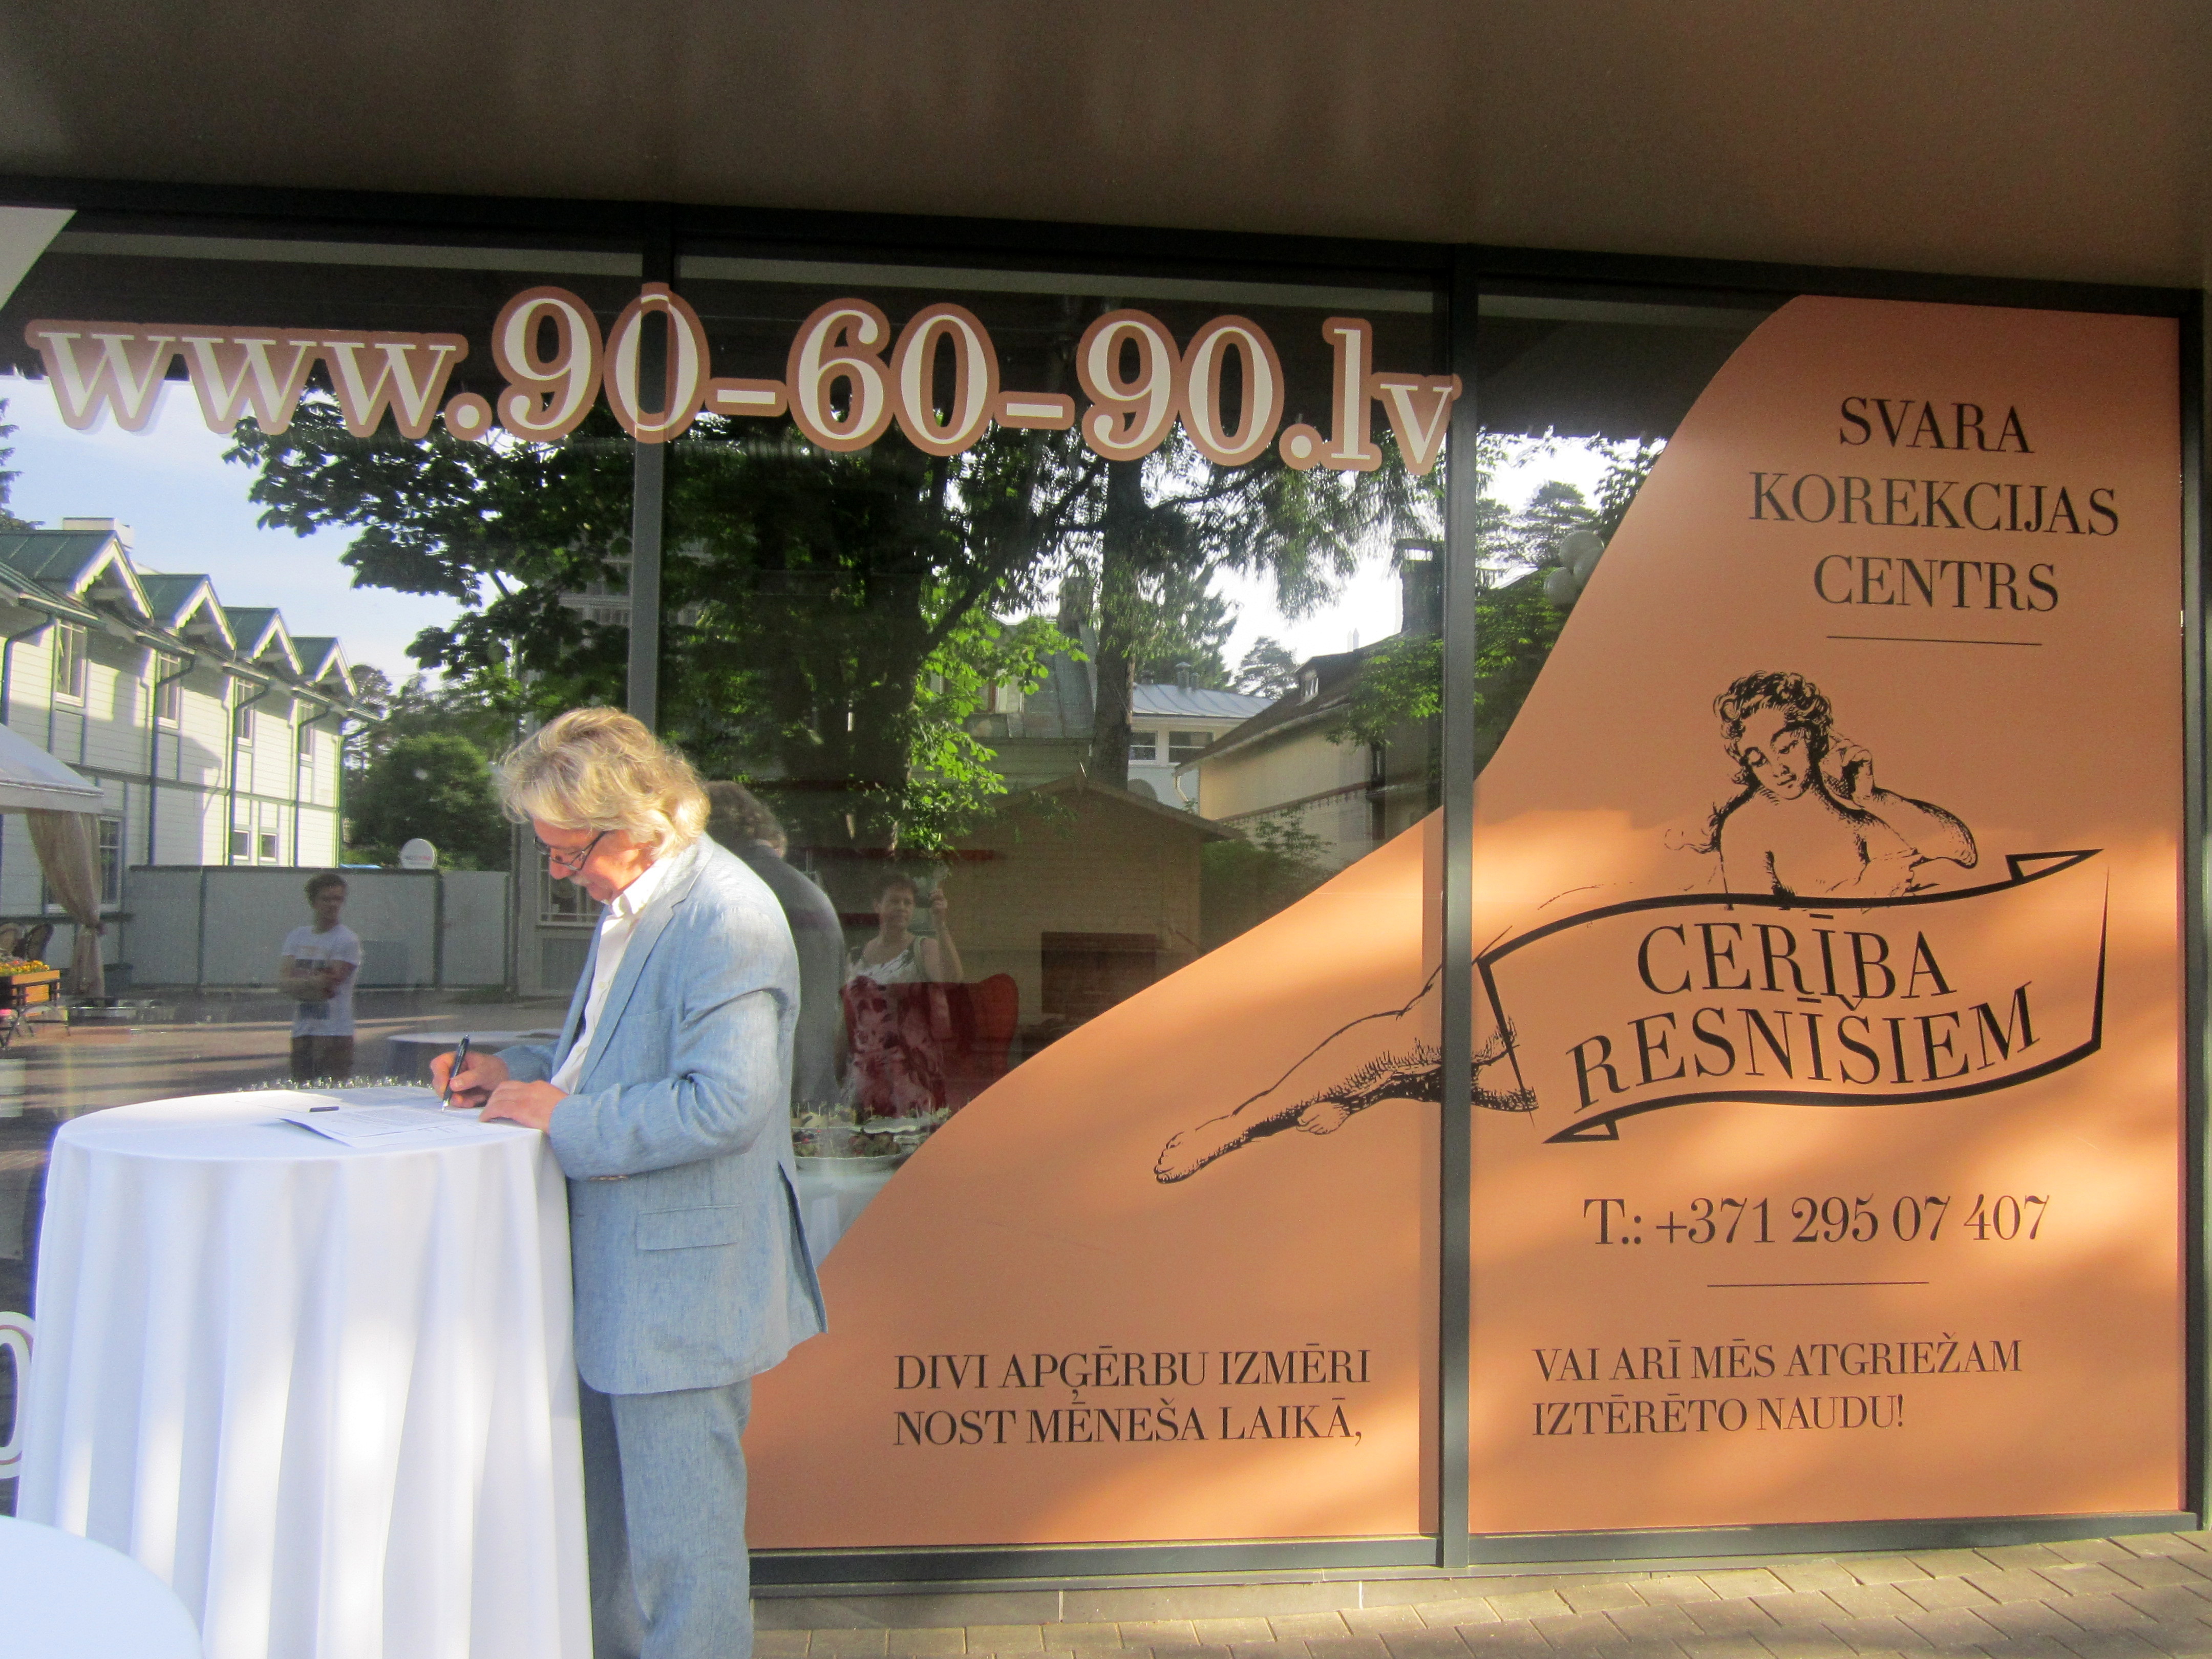 www.90-60-90.lv
SVARA
KOREKCIJAS
CENTRS
CERĪBA
RESNĪŠIEM
T.: +371 295 07 407
DIVI APĢĒRBU IZMĒRI
NOST MĒNEŠA LAIKĀ,
VAI ARĪ MĒS ATGRIEŽAM
IZTĒRĒTO NAUDU!